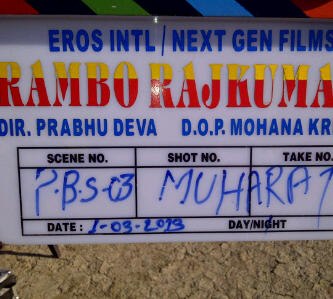 EROS INTL / NEXT GEN FILMS
RAMBO RAJKUMA
DIR. PRABHU DEVA D.O.P. MOHANA KR
SCENE NO. SHOT NO. TAKE NO.
P.B.S-03 MUHARAT
DATE : 1-03-2013 DAY/NIGHT